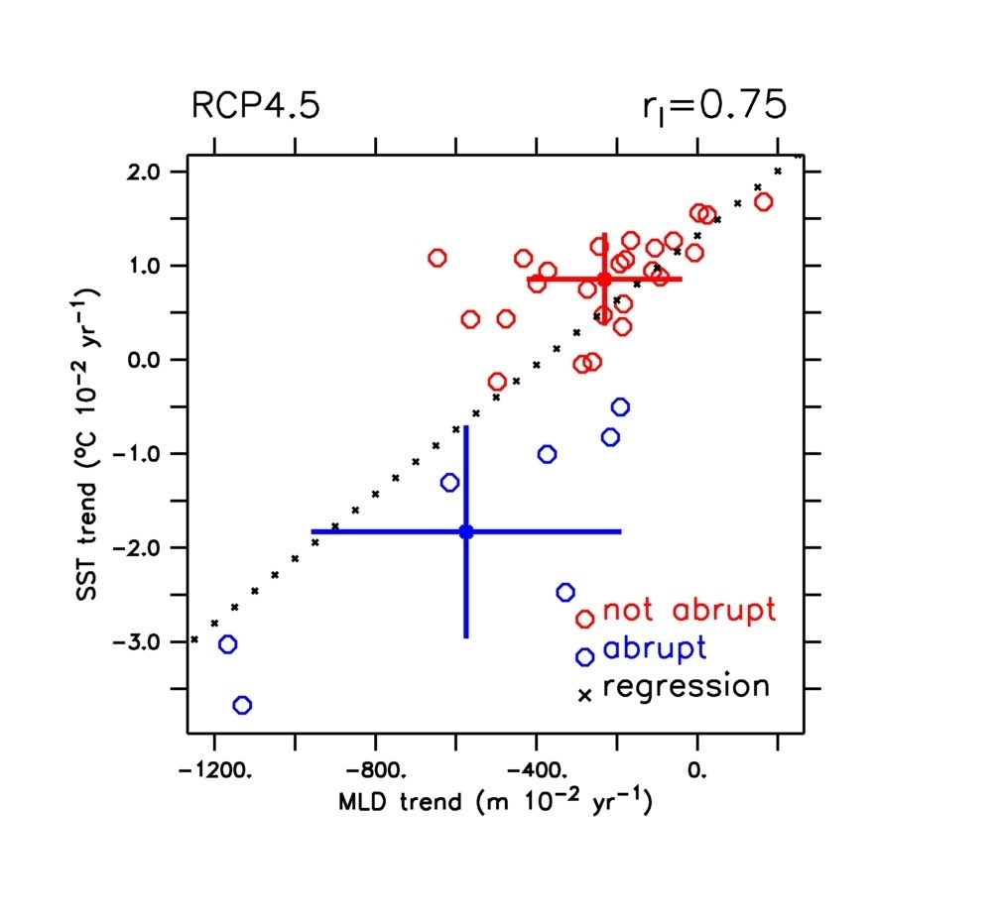 RCP4.5
r_l=0.75
2.0
1.0
0.0
−1.0
−2.0
−3.0
SST trend (ºC 10⁻² yr⁻¹)
not abrupt
abrupt
regression
−1200. −800. −400. 0.
MLD trend (m 10⁻² yr⁻¹)